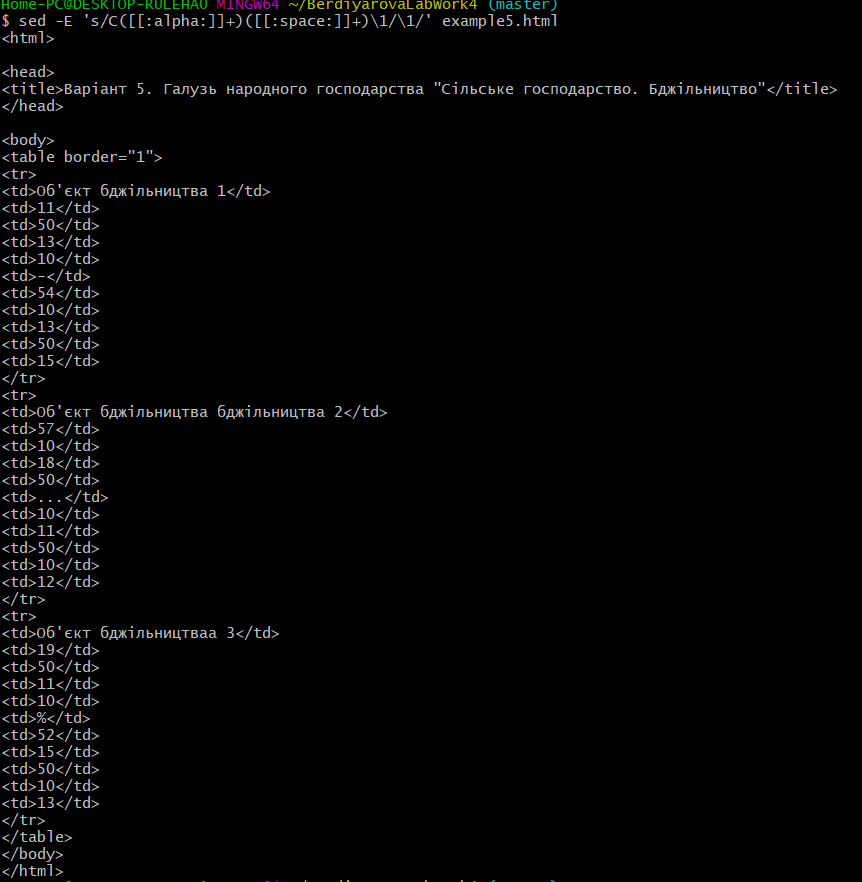 Home-PC@DESKTOP-RULEHAO MINGW64 ~/BerdiyarovaLabWork4 (master)
$ sed -E 's/C([[:alpha:]]+)([[:space:]]+)\1/\1/' example5.html
<html>

<head>
<title>Варіант 5. Галузь народного господарства "Сільське господарство. Бджільництво"</title>
</head>

<body>
<table border="1">
<tr>
<td>Об'єкт бджільництва 1</td>
<td>11</td>
<td>50</td>
<td>13</td>
<td>10</td>
<td>-</td>
<td>54</td>
<td>10</td>
<td>13</td>
<td>50</td>
<td>15</td>
</tr>
<tr>
<td>Об'єкт бджільництва бджільництва 2</td>
<td>57</td>
<td>10</td>
<td>18</td>
<td>50</td>
<td>...</td>
<td>10</td>
<td>11</td>
<td>50</td>
<td>10</td>
<td>12</td>
</tr>
<tr>
<td>Об'єкт бджільництваа 3</td>
<td>19</td>
<td>50</td>
<td>11</td>
<td>10</td>
<td>%</td>
<td>52</td>
<td>15</td>
<td>50</td>
<td>10</td>
<td>13</td>
</tr>
</table>
</body>
</html>